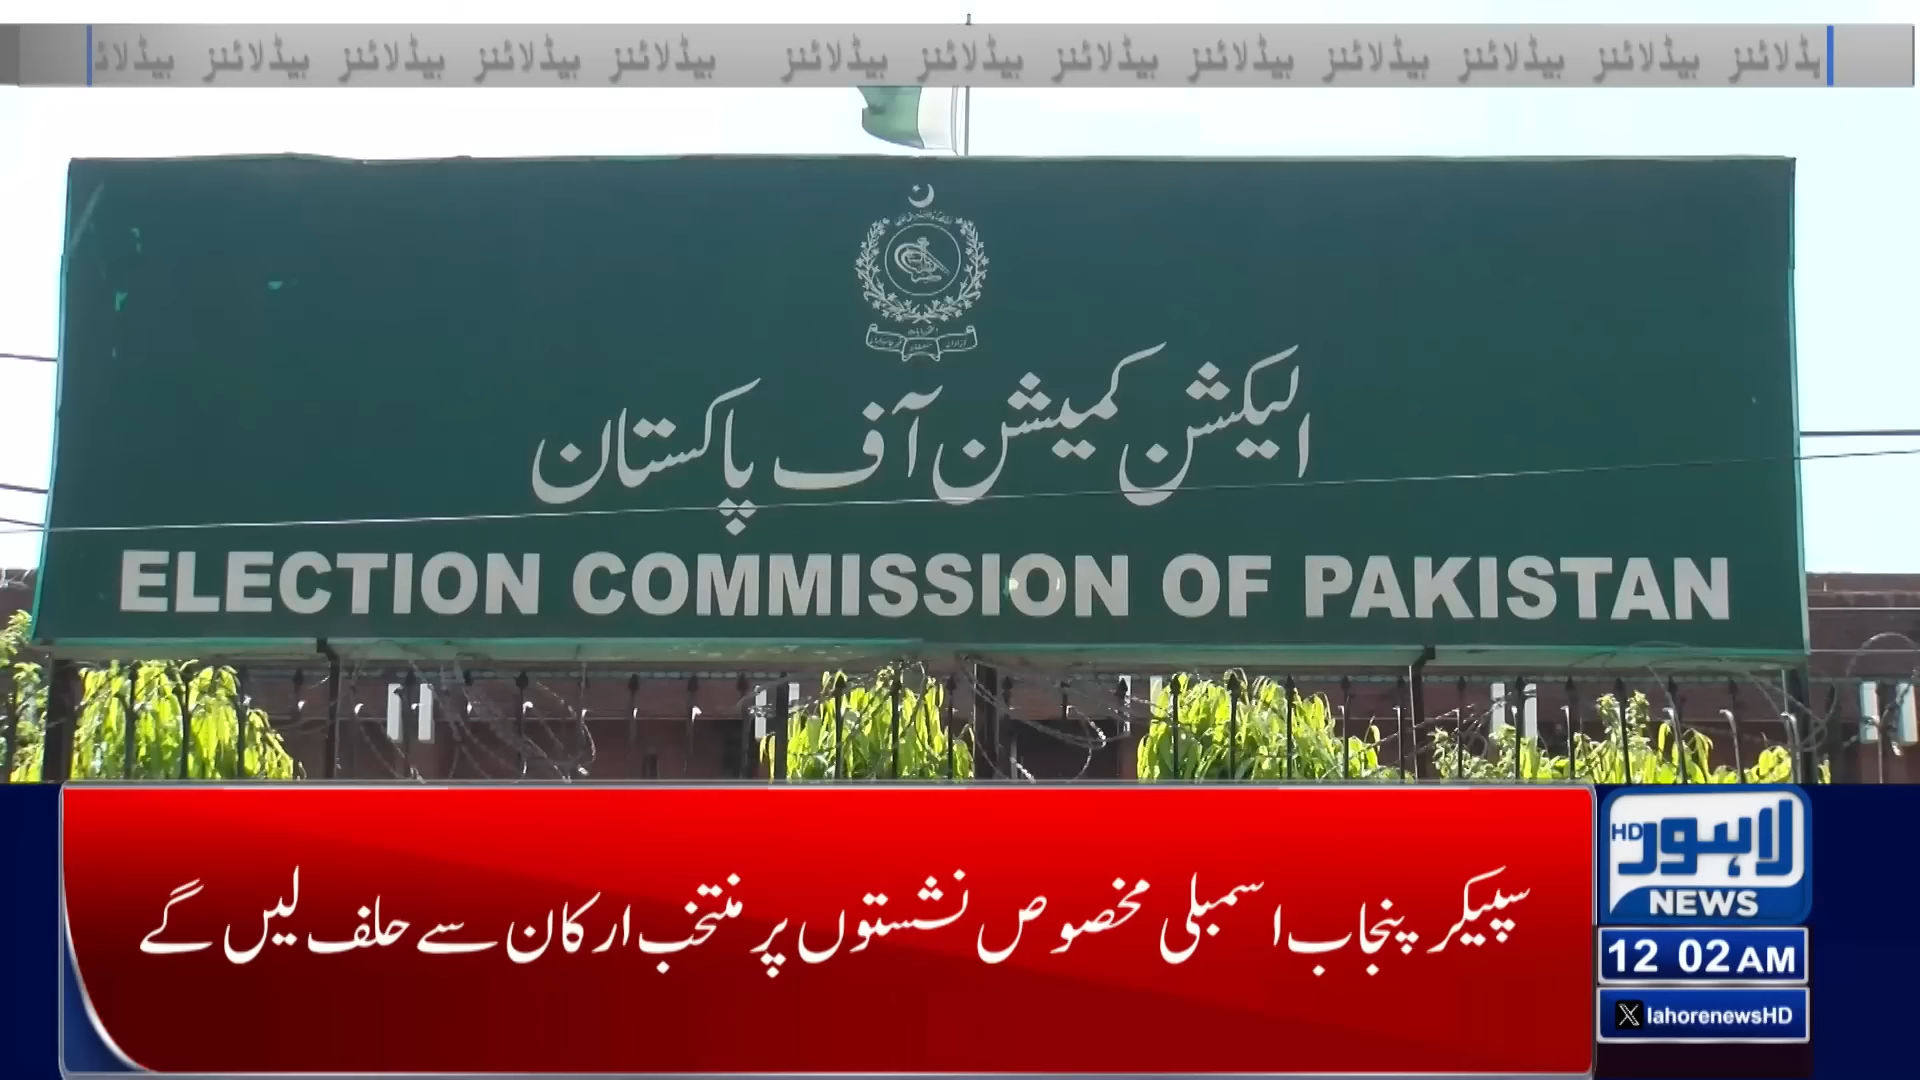 ہیڈلائنز ہیڈلائنز ہیڈلائنز ہیڈلائنز ہیڈلائنز ہیڈلائنز ہیڈلائنز ہیڈلائنز ہیڈلائنز ہیڈلائنز ہیڈلائنز
الیکشن کمیشن آف پاکستان
ELECTION COMMISSION OF PAKISTAN
سپیکر پنجاب اسمبلی مخصوص نشستوں پر منتخب ارکان سے حلف لیں گے
لاہور HD
NEWS
12 02 AM
lahorenewsHD